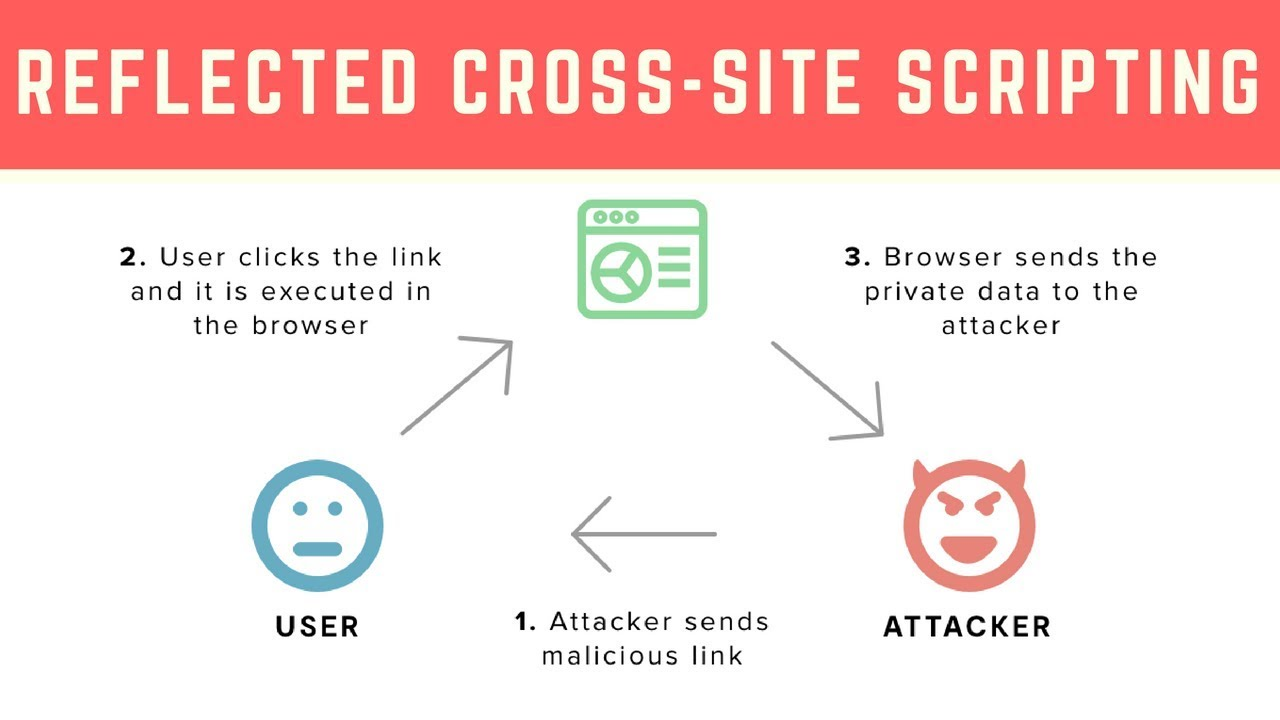 REFLECTED CROSS-SITE SCRIPTING
2. User clicks the link
and it is executed in
the browser
3. Browser sends the
private data to the
attacker
USER
1. Attacker sends
malicious link
ATTACKER